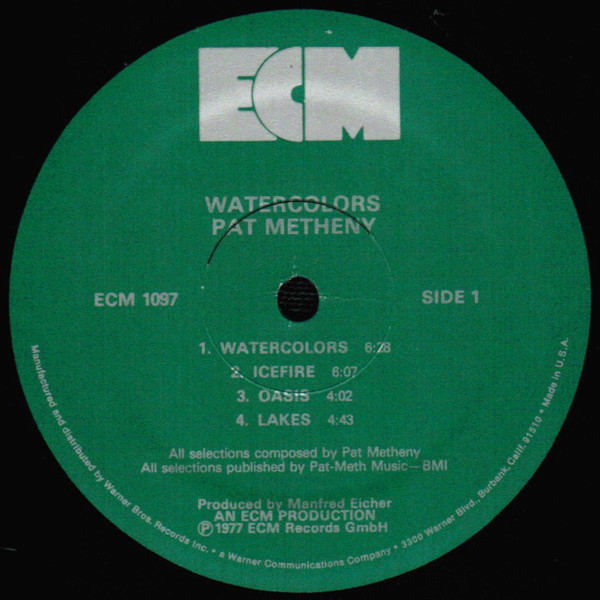 ECM
WATERCOLORS
PAT METHENY
ECM 1097
SIDE 1
1. WATERCOLORS 6:28
2. ICEFIRE 6:07
3. OASIS 4:02
4. LAKES 4:43
All selections composed by Pat Metheny
All selections published by Pat-Meth Music—BMI
Produced by Manfred Eicher
AN ECM PRODUCTION
Ⓟ 1977 ECM Records GmbH
Manufactured and distributed by Warner Bros. Records Inc. • a Warner Communications Company • 3300 Warner Blvd., Burbank, Calif. 91510 • Made in U.S.A.